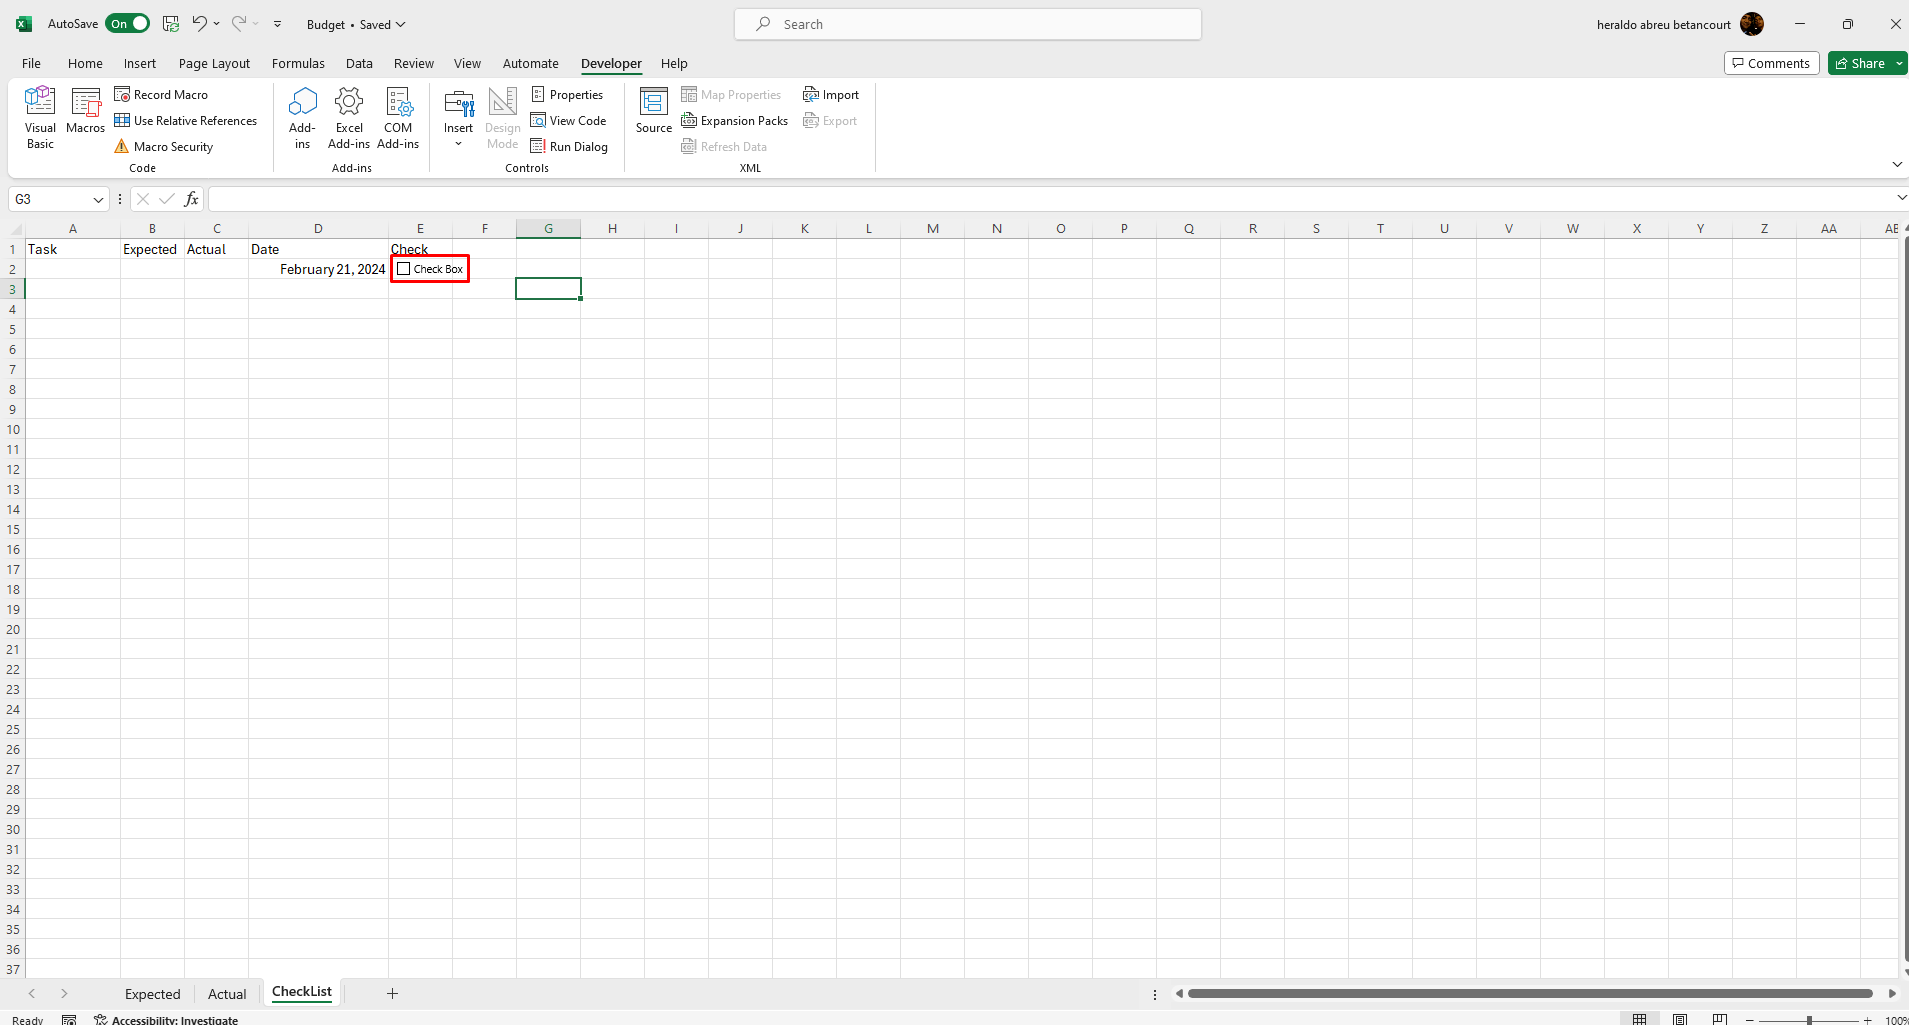 AutoSave On Budget • Saved Search heraldo abreu betancourt
File Home Insert Page Layout Formulas Data Review View Automate Developer Help Comments Share
Visual Basic
Macros
Record Macro
Use Relative References
Macro Security
Code
Add-ins
Excel Add-ins
COM Add-ins
Add-ins
Insert
Design Mode
Properties
View Code
Run Dialog
Controls
Source
Map Properties
Expansion Packs
Refresh Data
Import
Export
XML
G3 fx
A B C D E F G H I J K L M N O P Q R S T U V W X Y Z AA AE
1 Task Expected Actual Date Check
2 February 21, 2024 Check Box
3
4
5
6
7
8
9
10
11
12
13
14
15
16
17
18
19
20
21
22
23
24
25
26
27
28
29
30
31
32
33
34
35
36
37
Expected Actual CheckList
Ready Accessibility: Investigate 100%